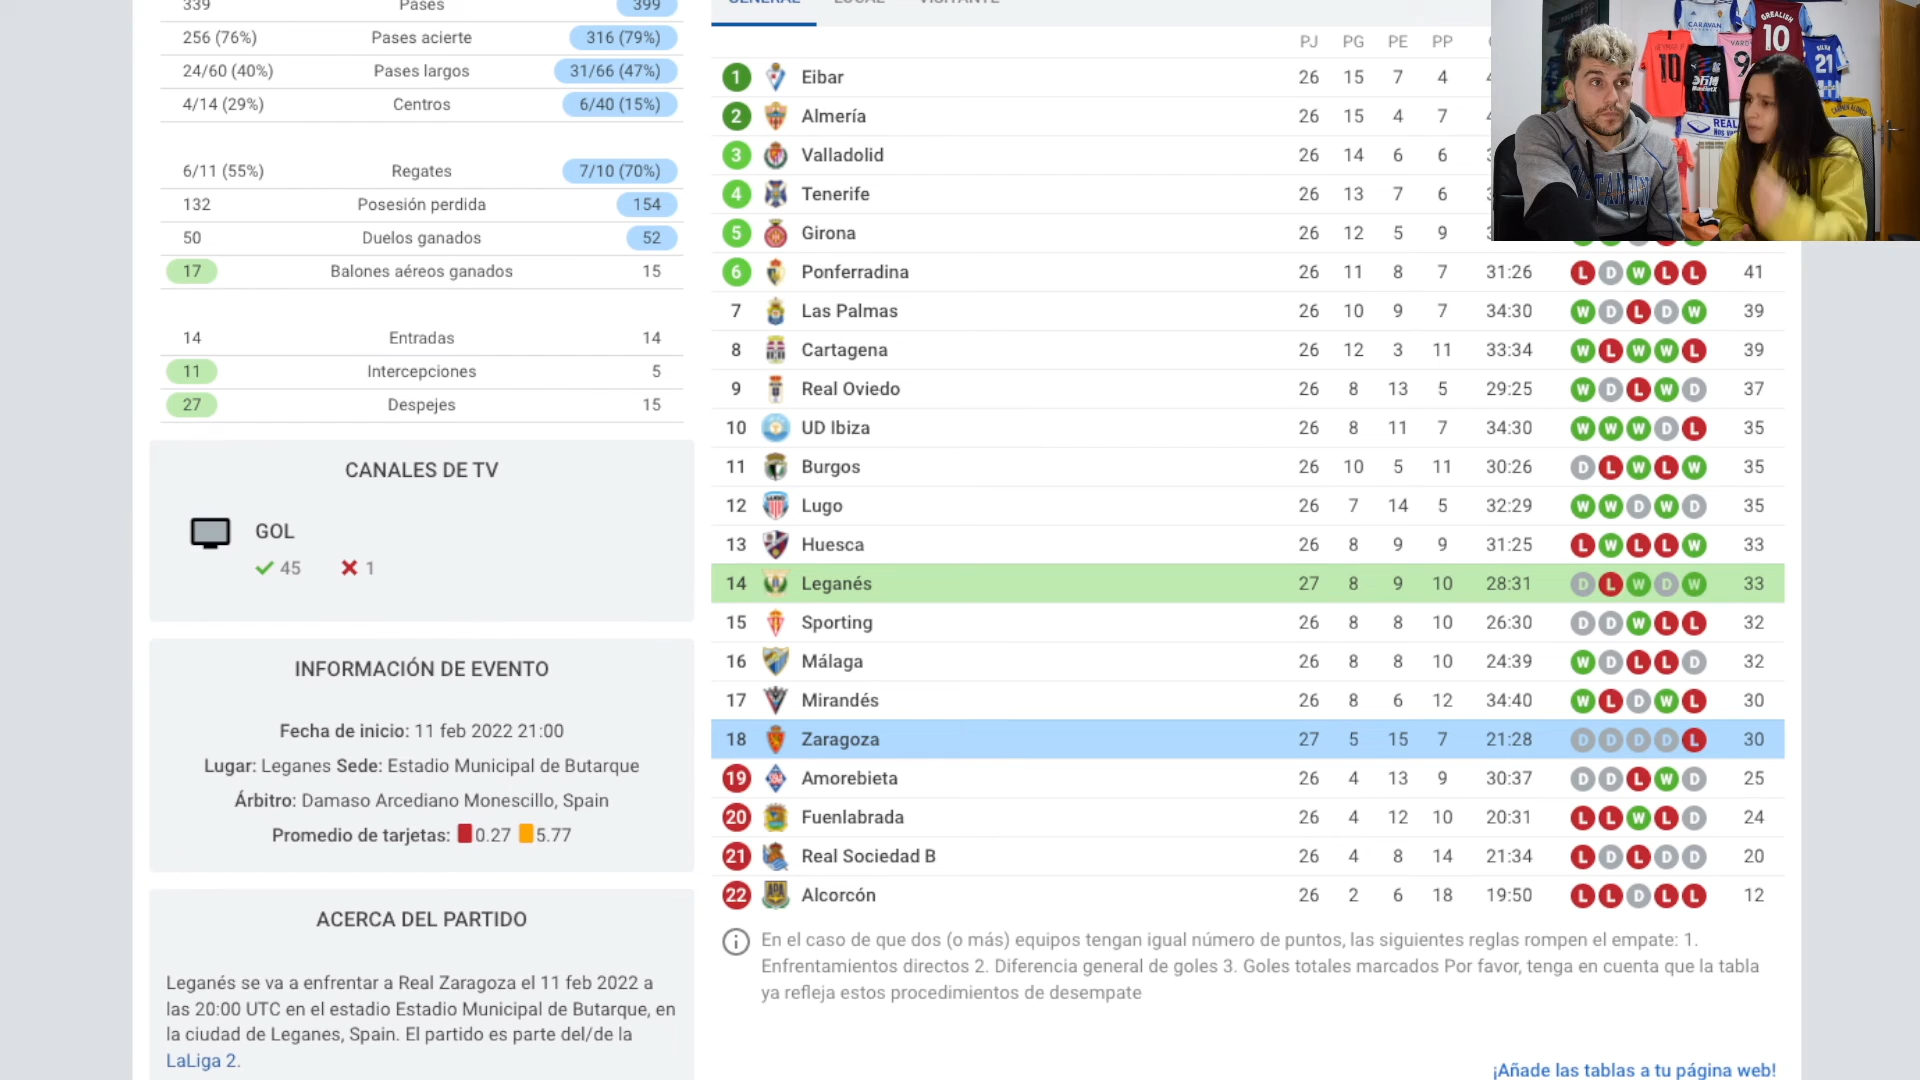 339 Pases 399
256 (76%) Pases acierte 316 (79%)
24/60 (40%) Pases largos 31/66 (47%)
4/14 (29%) Centros 6/40 (15%)
6/11 (55%) Regates 7/10 (70%)
132 Posesión perdida 154
50 Duelos ganados 52
17 Balones aéreos ganados 15
14 Entradas 14
11 Intercepciones 5
27 Despejes 15
CANALES DE TV
GOL
45 1
INFORMACIÓN DE EVENTO
Fecha de inicio: 11 feb 2022 21:00
Lugar: Leganes Sede: Estadio Municipal de Butarque
Árbitro: Damaso Arcediano Monescillo, Spain
Promedio de tarjetas: 0.27 5.77
ACERCA DEL PARTIDO
Leganés se va a enfrentar a Real Zaragoza el 11 feb 2022 a
las 20:00 UTC en el estadio Estadio Municipal de Butarque, en
la ciudad de Leganes, Spain. El partido es parte del/de la
LaLiga 2.
GENERAL LOCAL VISITANTE
PJ PG PE PP
1 Eibar 26 15 7 4
2 Almería 26 15 4 7
3 Valladolid 26 14 6 6
4 Tenerife 26 13 7 6
5 Girona 26 12 5 9
6 Ponferradina 26 11 8 7 31:26 L D W L L 41
7 Las Palmas 26 10 9 7 34:30 W D L D W 39
8 Cartagena 26 12 3 11 33:34 W L W W L 39
9 Real Oviedo 26 8 13 5 29:25 W D L W D 37
10 UD Ibiza 26 8 11 7 34:30 W W W D L 35
11 Burgos 26 10 5 11 30:26 D L W L W 35
12 Lugo 26 7 14 5 32:29 W W D W D 35
13 Huesca 26 8 9 9 31:25 L W L L W 33
14 Leganés 27 8 9 10 28:31 D L W D W 33
15 Sporting 26 8 8 10 26:30 D D W L L 32
16 Málaga 26 8 8 10 24:39 W D L L D 32
17 Mirandés 26 8 6 12 34:40 W L D W L 30
18 Zaragoza 27 5 15 7 21:28 D D D D L 30
19 Amorebieta 26 4 13 9 30:37 D D L W D 25
20 Fuenlabrada 26 4 12 10 20:31 L L W L D 24
21 Real Sociedad B 26 4 8 14 21:34 L D L D D 20
22 Alcorcón 26 2 6 18 19:50 L L D L L 12
En el caso de que dos (o más) equipos tengan igual número de puntos, las siguientes reglas rompen el empate: 1.
Enfrentamientos directos 2. Diferencia general de goles 3. Goles totales marcados Por favor, tenga en cuenta que la tabla
ya refleja estos procedimientos de desempate
¡Añade las tablas a tu página web!
CARAVAN
GREALISH
10
10
9
21
REAL